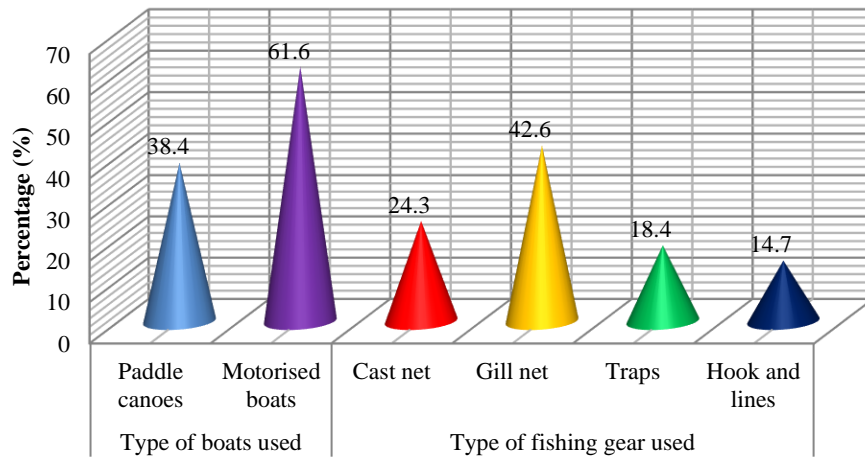 Percentage (%)
70
60
50
40
30
20
10
0
38.4
61.6
24.3
42.6
18.4
14.7
Paddle
canoes
Motorised
boats
Cast net
Gill net
Traps
Hook and
lines
Type of boats used
Type of fishing gear used